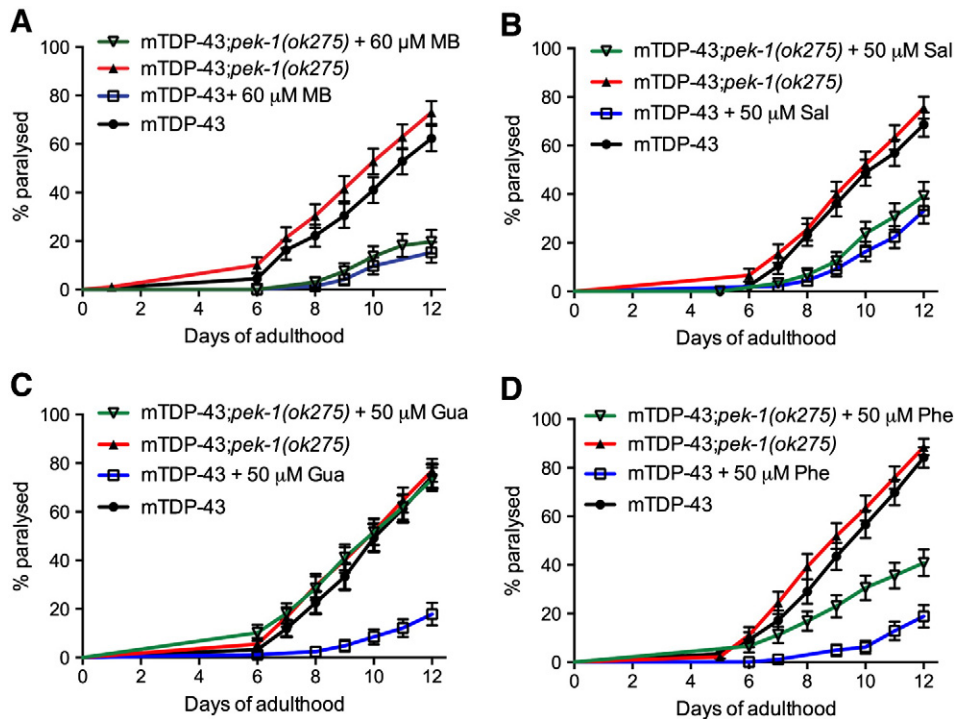 A
mTDP-43;pek-1(ok275) + 60 µM MB
mTDP-43;pek-1(ok275)
mTDP-43+ 60 µM MB
mTDP-43
100
80
60
40
20
0
% paralysed
0 2 4 6 8 10 12
Days of adulthood
B
mTDP-43;pek-1(ok275) + 50 µM Sal
mTDP-43;pek-1(ok275)
mTDP-43 + 50 µM Sal
mTDP-43
100
80
60
40
20
0
% paralysed
0 2 4 6 8 10 12
Days of adulthood
C
mTDP-43;pek-1(ok275) + 50 µM Gua
mTDP-43;pek-1(ok275)
mTDP-43 + 50 µM Gua
mTDP-43
100
80
60
40
20
0
% paralysed
0 2 4 6 8 10 12
Days of adulthood
D
mTDP-43;pek-1(ok275) + 50 µM Phe
mTDP-43;pek-1(ok275)
mTDP-43 + 50 µM Phe
mTDP-43
100
80
60
40
20
0
% paralysed
0 2 4 6 8 10 12
Days of adulthood